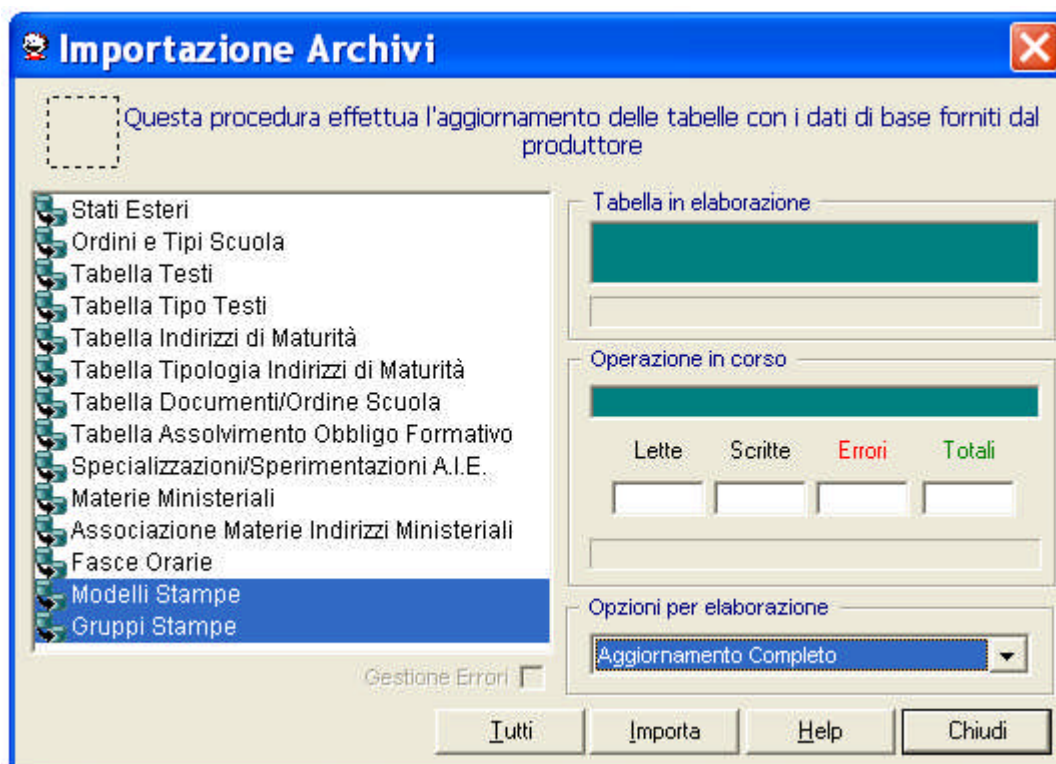 Importazione Archivi
Questa procedura effettua l'aggiornamento delle tabelle con i dati di base forniti dal
produttore
Stati Esteri
Ordini e Tipi Scuola
Tabella Testi
Tabella Tipo Testi
Tabella Indirizzi di Maturità
Tabella Tipologia Indirizzi di Maturità
Tabella Documenti/Ordine Scuola
Tabella Assolvimento Obbligo Formativo
Specializzazioni/Sperimentazioni A.I.E.
Materie Ministeriali
Associazione Materie Indirizzi Ministeriali
Fasce Orarie
Modelli Stampe
Gruppi Stampe
Gestione Errori
Tabella in elaborazione
Operazione in corso
Lette Scritte Errori Totali
Opzioni per elaborazione
Aggiornamento Completo
Tutti Importa Help Chiudi